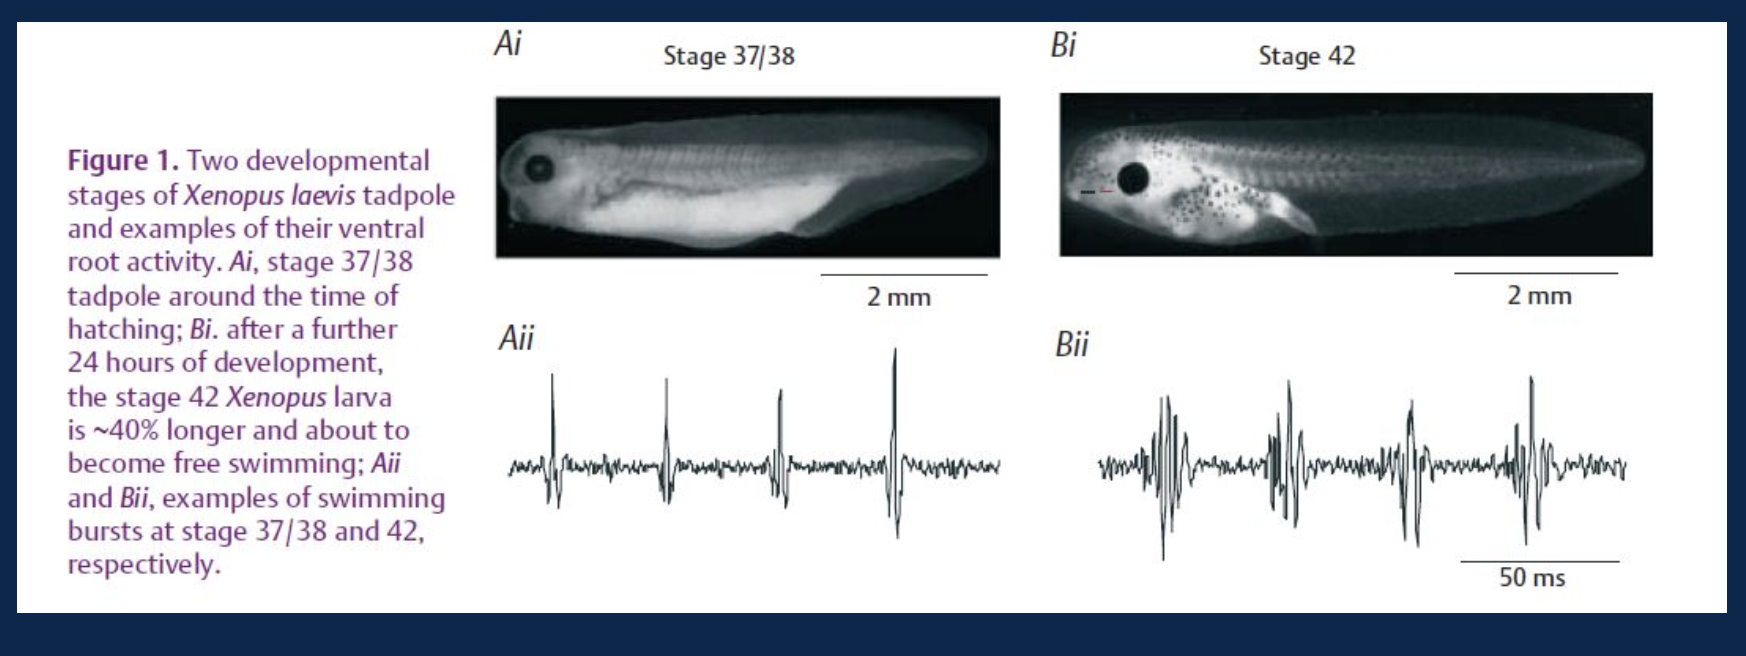 Figure 1. Two developmental
stages of Xenopus laevis tadpole
and examples of their ventral
root activity. Ai, stage 37/38
tadpole around the time of
hatching; Bi. after a further
24 hours of development,
the stage 42 Xenopus larva
is ~40% longer and about to
become free swimming; Aii
and Bii, examples of swimming
bursts at stage 37/38 and 42,
respectively.
Ai
Stage 37/38
2 mm
Aii
Bi
Stage 42
2 mm
Bii
50 ms